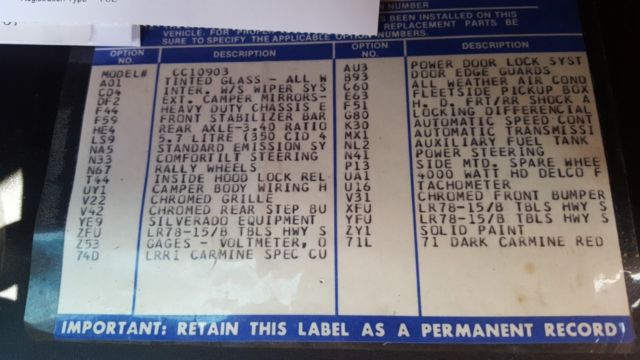 NUMBER
BEEN INSTALLED ON THIS
VEHICLE. FOR REPLACEMENT PARTS BE
SURE TO SPECIFY THE APPLICABLE OPTION NUMBERS.
OPTION NO. DESCRIPTION OPTION NO. DESCRIPTION
MODEL# CC10903 AU3 POWER DOOR LOCK SYST
A01 TINTED GLASS - ALL W B93 DOOR EDGE GUARDS
CD4 INTER. W/S WIPER SYS C60 ALL WEATHER AIR COND
DF2 EXT. CAMPER MIRRORS- E63 FLEETSIDE PICKUP BOX
F44 HEAVY DUTY CHASSIS E F51 H. D. FRT/RR SHOCK A
F59 FRONT STABILIZER BAR G80 LOCKING DIFFERENCIAL
HE4 REAR AXLE-3.40 RATIO K30 AUTOMATIC SPEED CONT
LS9 5.7 LITRE (350 CID 4 MX1 AUTOMATIC TRANSMISSI
NA5 STANDARD EMISSION SY NL2 AUXILIARY FUEL TANK
N33 COMFORTILT STEERING N41 POWER STEERING
N67 RALLY WHEELS P13 SIDE MTD. SPARE WHEE
T44 INSIDE HOOD LOCK REL UA1 4000 WATT HD DELCO F
UY1 CAMPER BODY WIRING H U16 TACHOMETER
V22 CHROMED GRILLE V31 CHROMED FRONT BUMPER
V42 CHROMED REAR STEP BU XXFU LR78-15/B TBLS HWY S
YE9 SILVERADO EQUIPMENT YFU LR78-15/B TBLS HWY S
ZFU LR78-15/B TBLS HWY S ZY1 SOLID PAINT
Z53 GAGES - VOLTMETER, O 71L 71 DARK CARMINE RED
74D LRR1 CARMINE SPEC CU
IMPORTANT: RETAIN THIS LABEL AS A PERMANENT RECORD